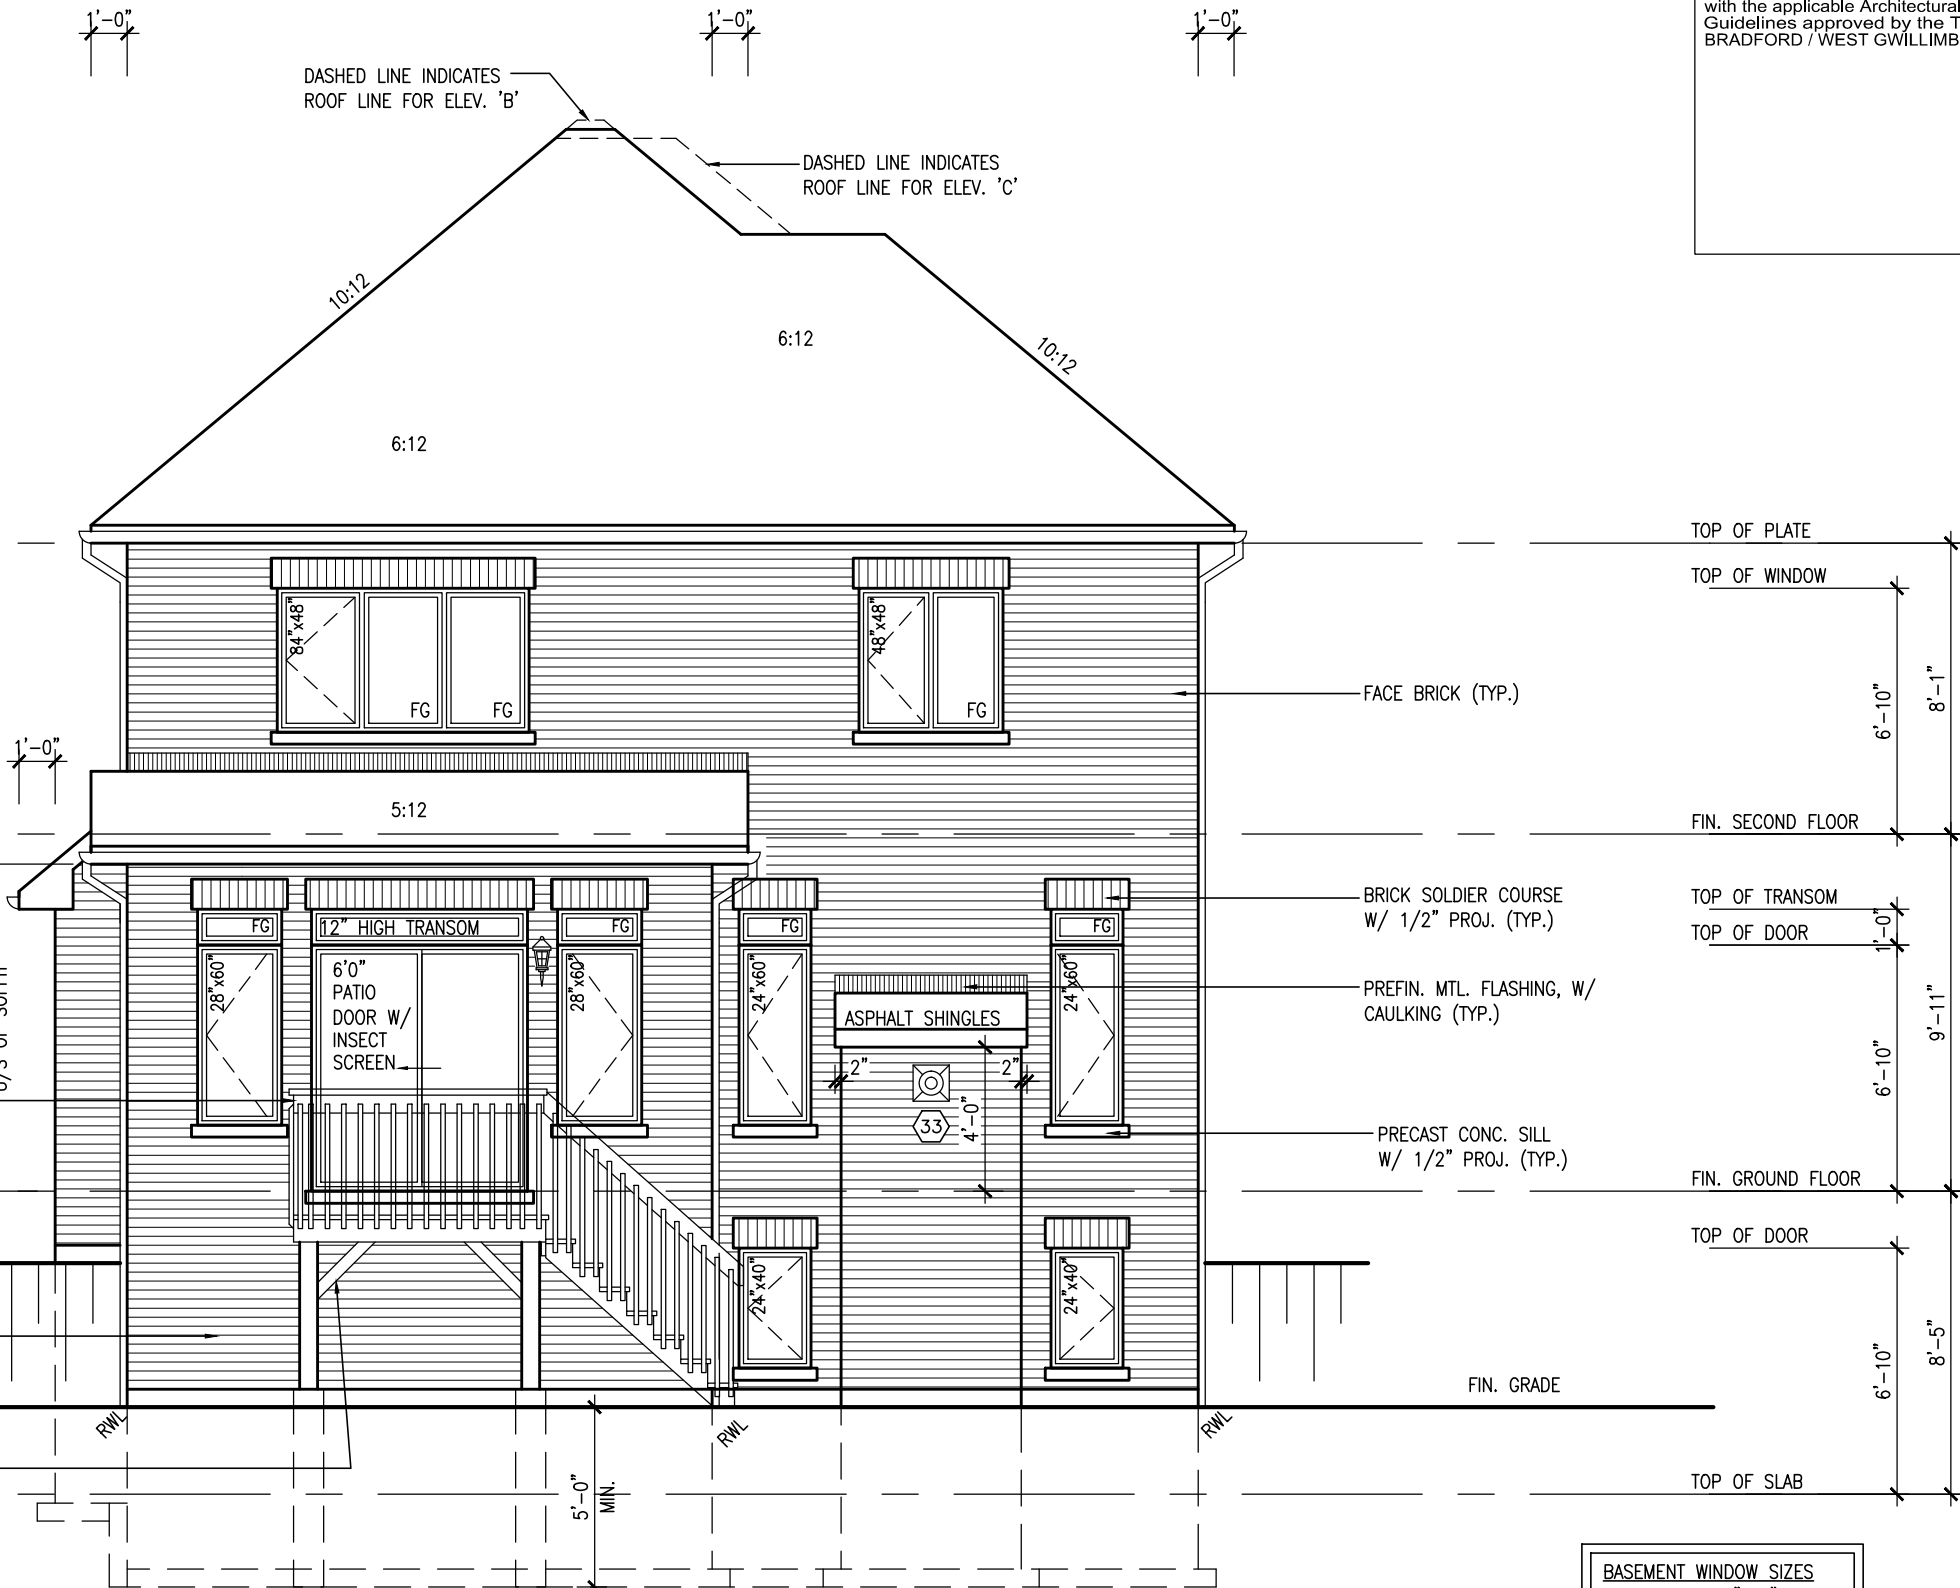 1'-0"
1'-0"
1'-0"
with the applicable Architectural
Guidelines approved by the T
BRADFORD / WEST GWILLIMB
DASHED LINE INDICATES
ROOF LINE FOR ELEV. 'B'
DASHED LINE INDICATES
ROOF LINE FOR ELEV. 'C'
10:12
6:12
10:12
6:12
TOP OF PLATE
TOP OF WINDOW
84"x48"
FG
FG
48"x48"
FG
FACE BRICK (TYP.)
6'-10"
8'-1"
1'-0"
5:12
FIN. SECOND FLOOR
BRICK SOLDIER COURSE
W/ 1/2" PROJ. (TYP.)
TOP OF TRANSOM
1'-0"
TOP OF DOOR
FG
12" HIGH TRANSOM
FG
FG
FG
28"x60"
6'0"
PATIO
DOOR W/
INSECT
SCREEN
28"x60"
24"x60"
24"x60"
U/S OF SOFFIT
PREFIN. MTL. FLASHING, W/
CAULKING (TYP.)
ASPHALT SHINGLES
2"
2"
33
4'-0"
6'-10"
9'-11"
PRECAST CONC. SILL
W/ 1/2" PROJ. (TYP.)
FIN. GROUND FLOOR
TOP OF DOOR
24"x40"
24"x40"
6'-10"
8'-5"
FIN. GRADE
RWL
RWL
RWL
5'-0"
MIN.
TOP OF SLAB
BASEMENT WINDOW SIZES